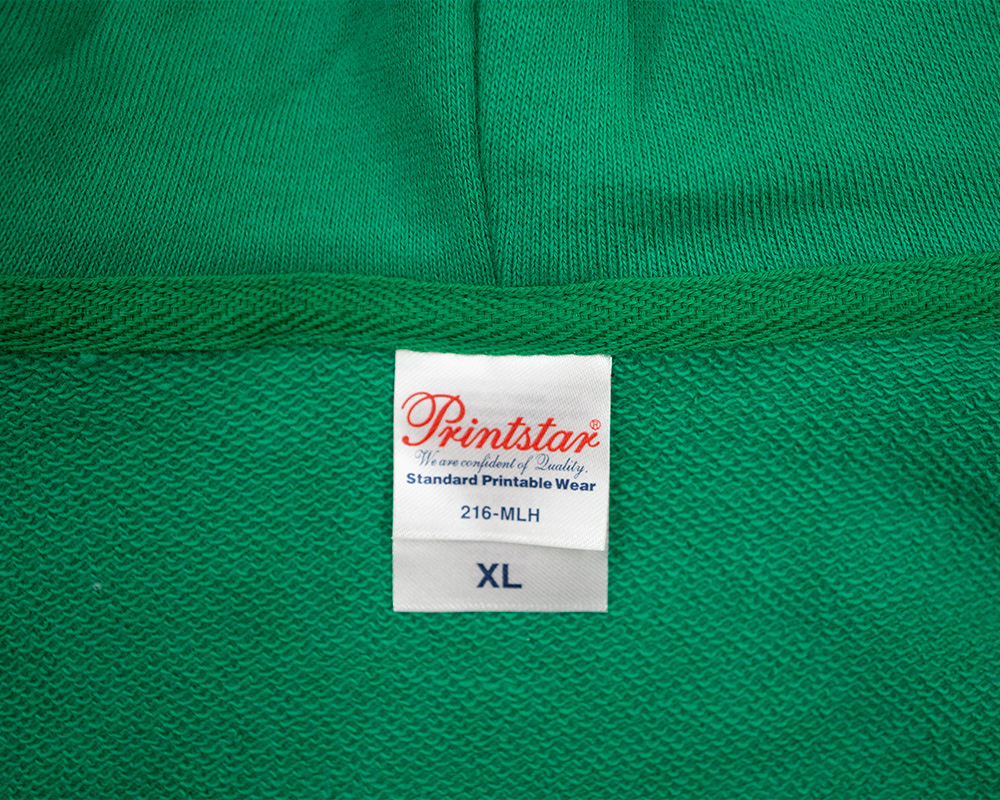 Printstar®
We are confident of Quality.
Standard Printable Wear
216-MLH
XL